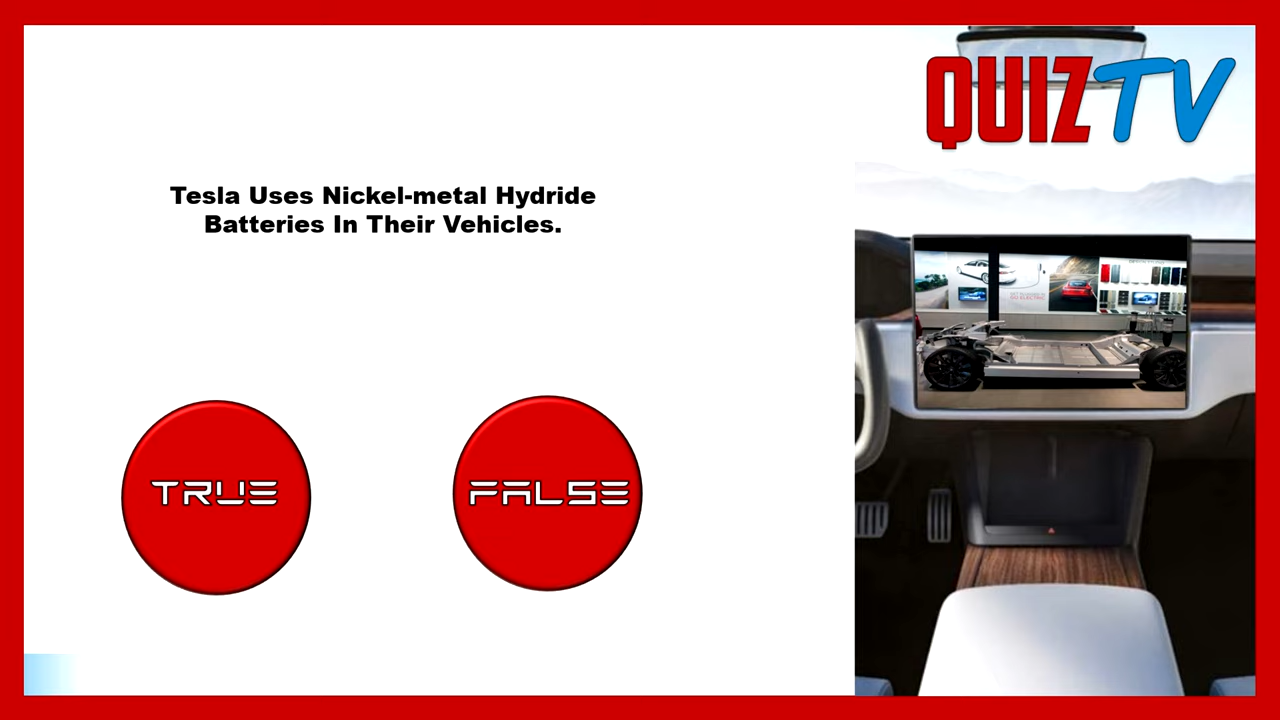 QUIZTV
Tesla Uses Nickel-metal Hydride
Batteries In Their Vehicles.
TRUE
FALSE